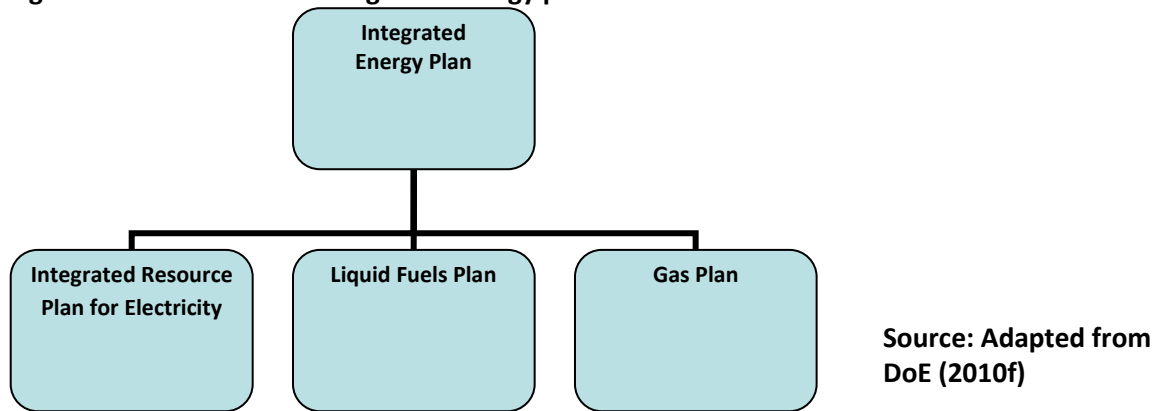 Integrated
Energy Plan
Integrated Resource
Plan for Electricity
Liquid Fuels Plan
Gas Plan
Source: Adapted from
DoE (2010f)